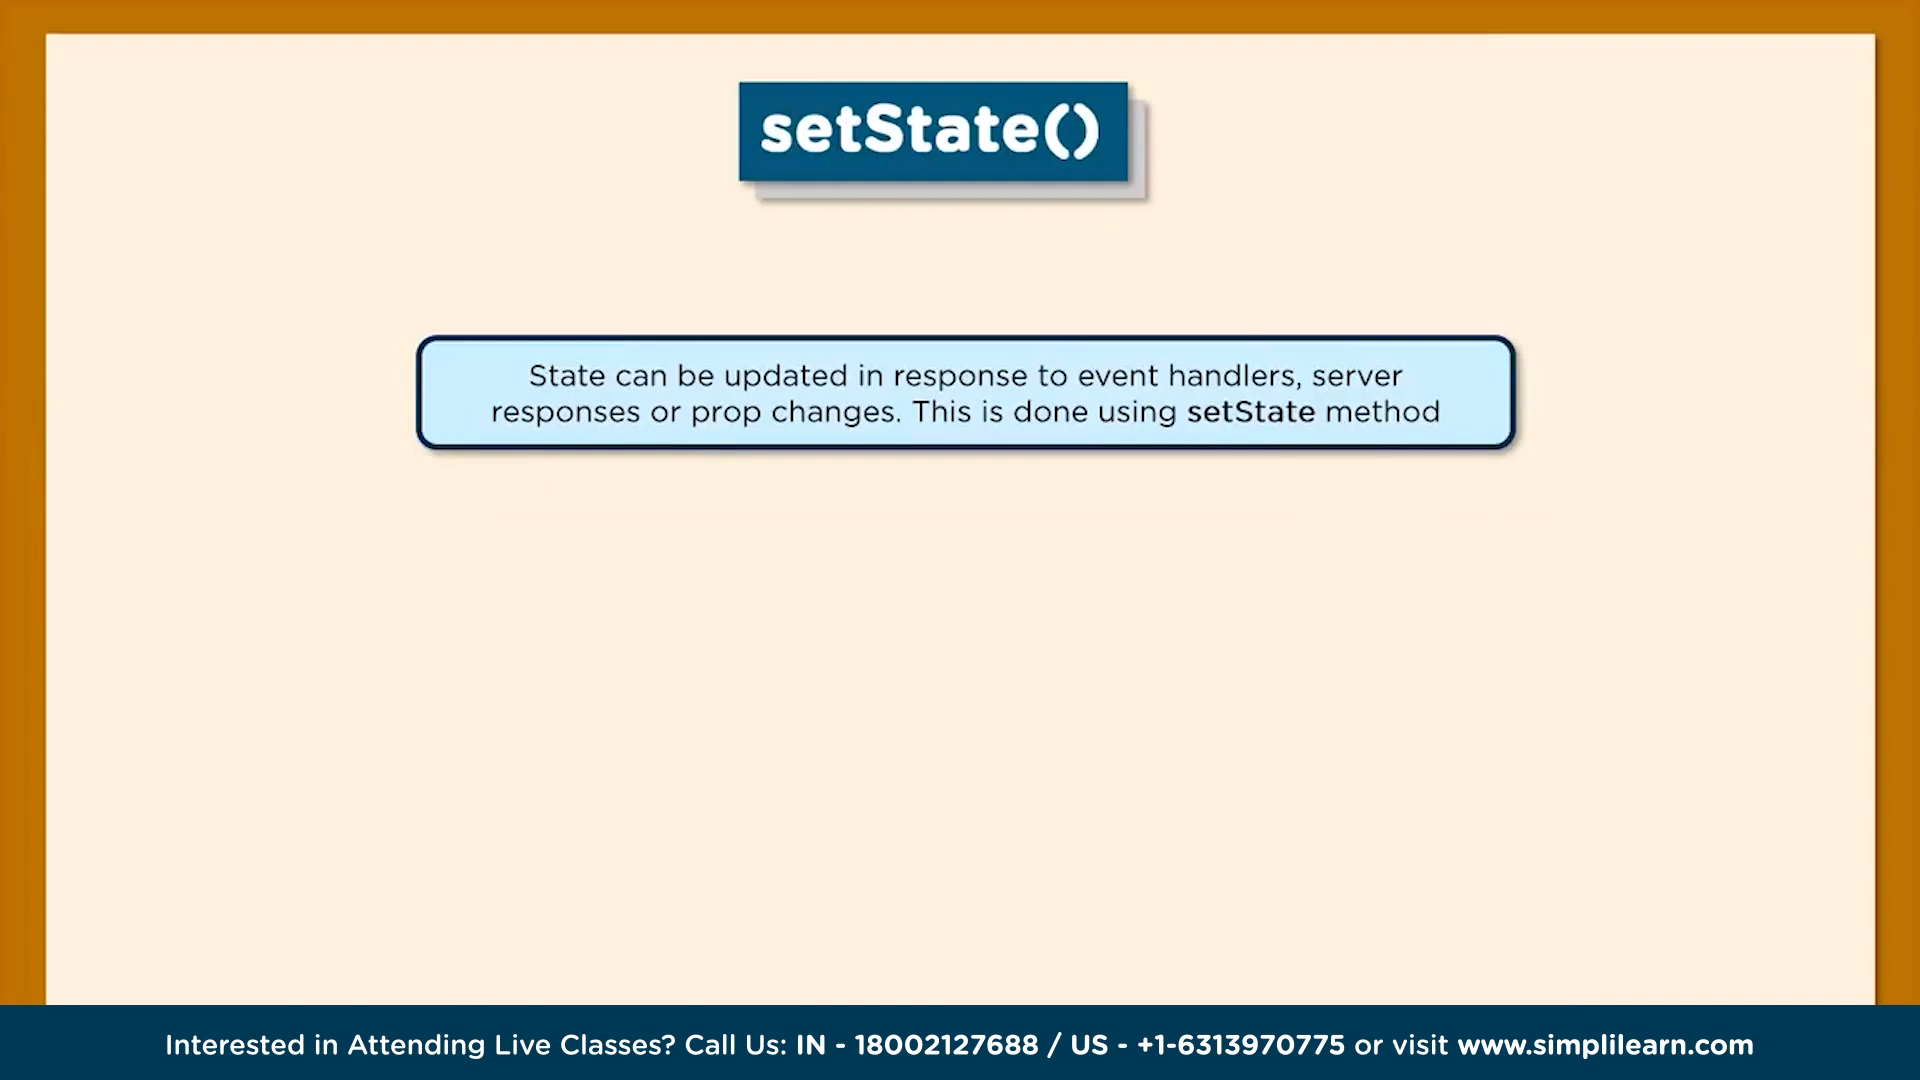 setState()
State can be updated in response to event handlers, server
responses or prop changes. This is done using setState method
Interested in Attending Live Classes? Call Us: IN - 18002127688 / US - +1-6313970775 or visit www.simplilearn.com